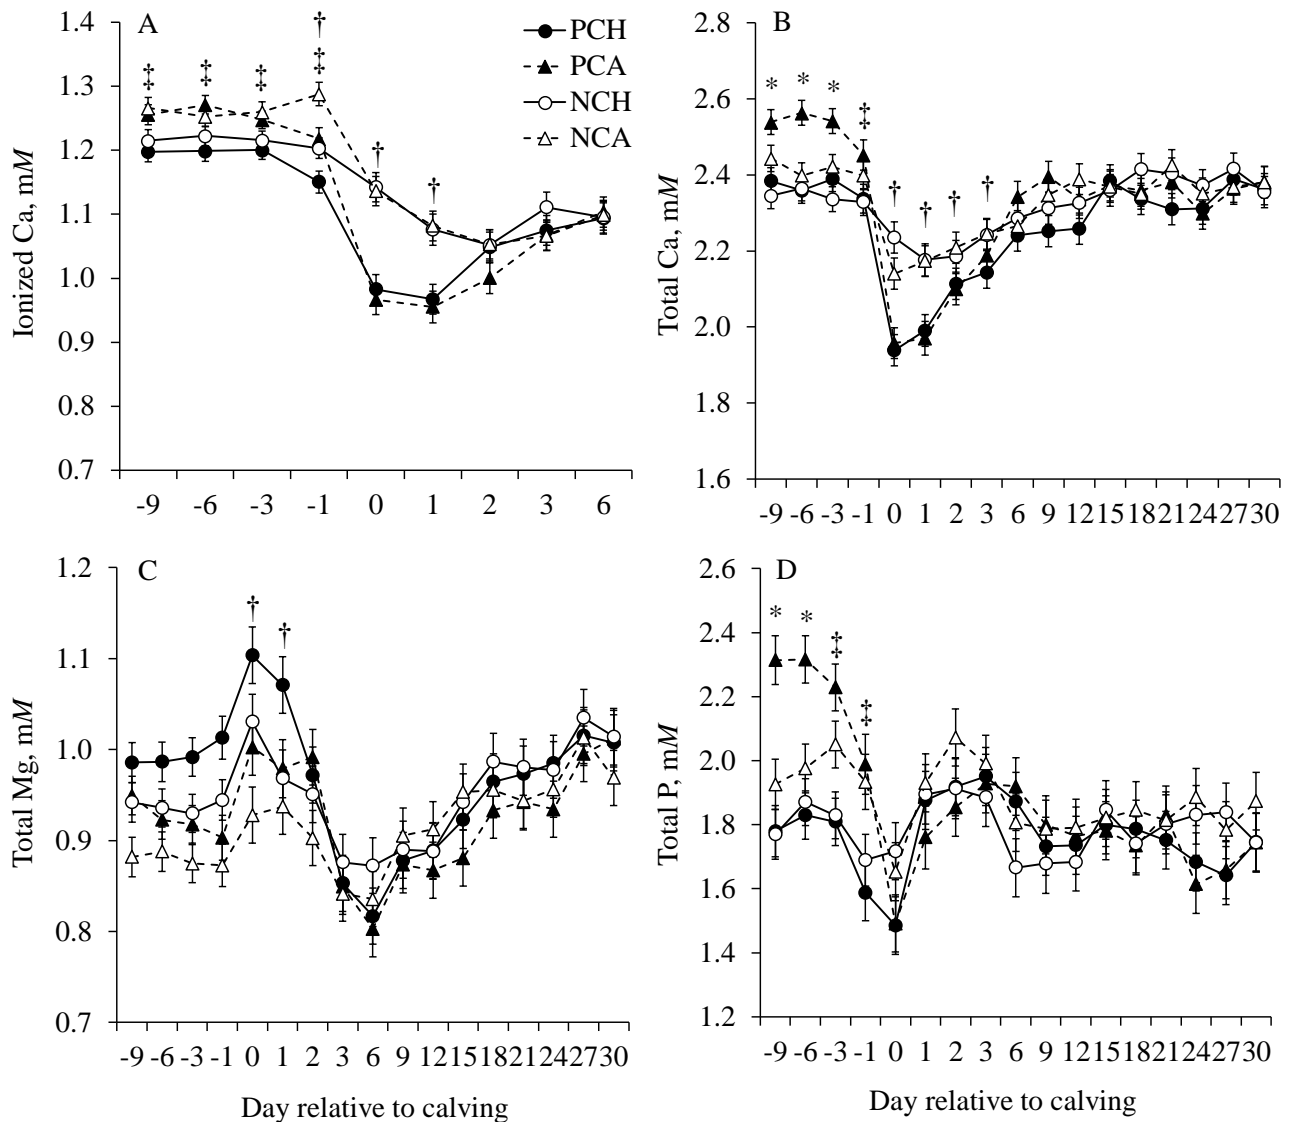 A
1.4
1.3
1.2
1.1
1.0
0.9
0.8
0.7
Ionized Ca, mM
‡ ‡ ‡ † ‡ † †
PCH
PCA
NCH
NCA
-9 -6 -3 -1 0 1 2 3 6
B
2.8
2.6
2.4
2.2
2.0
1.8
1.6
Total Ca, mM
* * * ‡ † † † †
-9 -6 -3 -1 0 1 2 3 6 9 12 15 18 21 24 27 30
C
1.2
1.1
1.0
0.9
0.8
0.7
Total Mg, mM
† †
-9 -6 -3 -1 0 1 2 3 6 9 12 15 18 21 24 27 30
Day relative to calving
D
2.6
2.4
2.2
2.0
1.8
1.6
1.4
1.2
Total P, mM
* * ‡ ‡
-9 -6 -3 -1 0 1 2 3 6 9 12 15 18 21 24 27 30
Day relative to calving